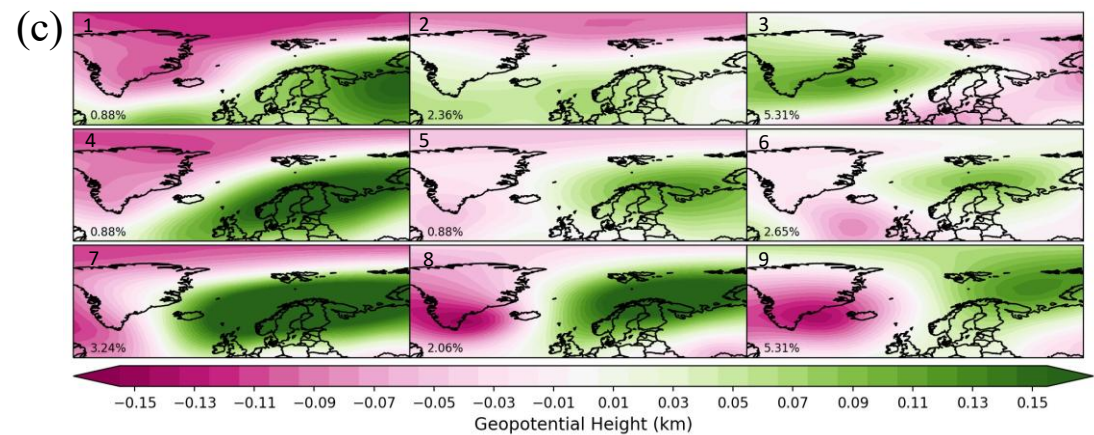 (c)
1 2 3
0.88% 2.36% 5.31%
4 5 6
0.88% 0.88% 2.65%
7 8 9
3.24% 2.06% 5.31%
−0.15 −0.13 −0.11 −0.09 −0.07 −0.05 −0.03 −0.01 0.01 0.03 0.05 0.07 0.09 0.11 0.13 0.15
Geopotential Height (km)